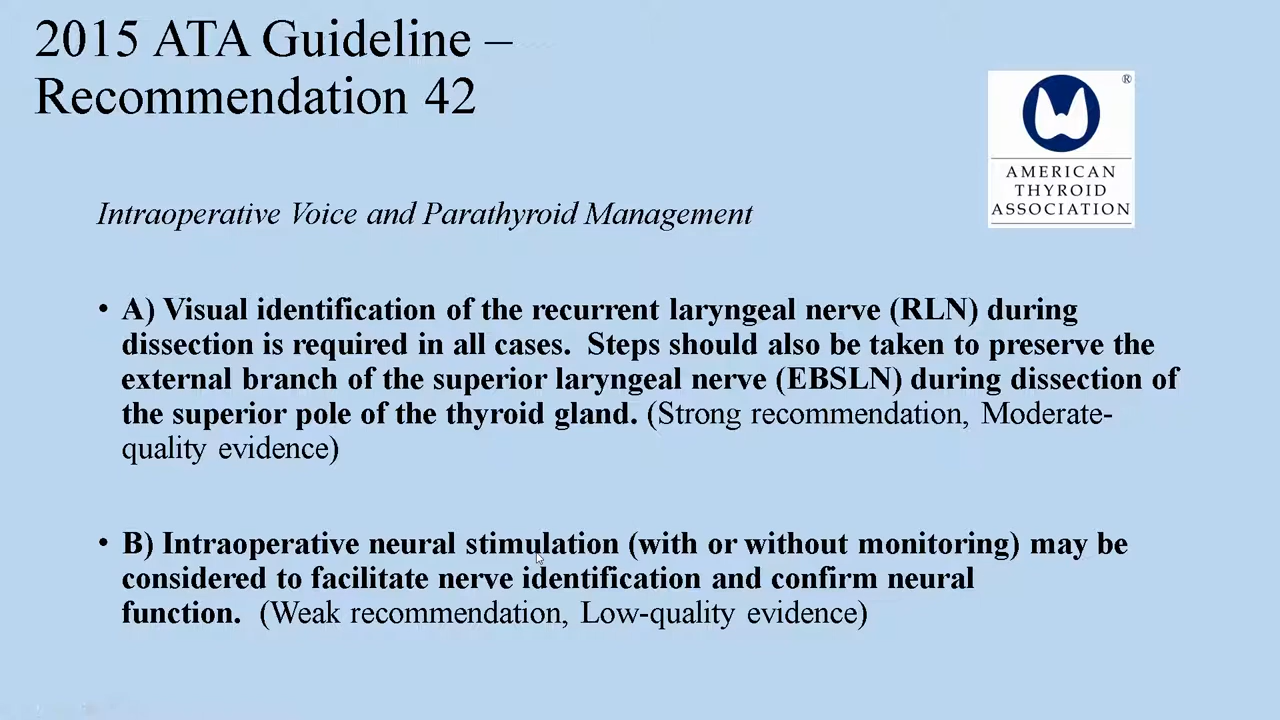 2015 ATA Guideline –
Recommendation 42
®
AMERICAN
THYROID
ASSOCIATION
Intraoperative Voice and Parathyroid Management
• A) Visual identification of the recurrent laryngeal nerve (RLN) during
dissection is required in all cases.  Steps should also be taken to preserve the
external branch of the superior laryngeal nerve (EBSLN) during dissection of
the superior pole of the thyroid gland. (Strong recommendation, Moderate-
quality evidence)
• B) Intraoperative neural stimulation (with or without monitoring) may be
considered to facilitate nerve identification and confirm neural
function.  (Weak recommendation, Low-quality evidence)